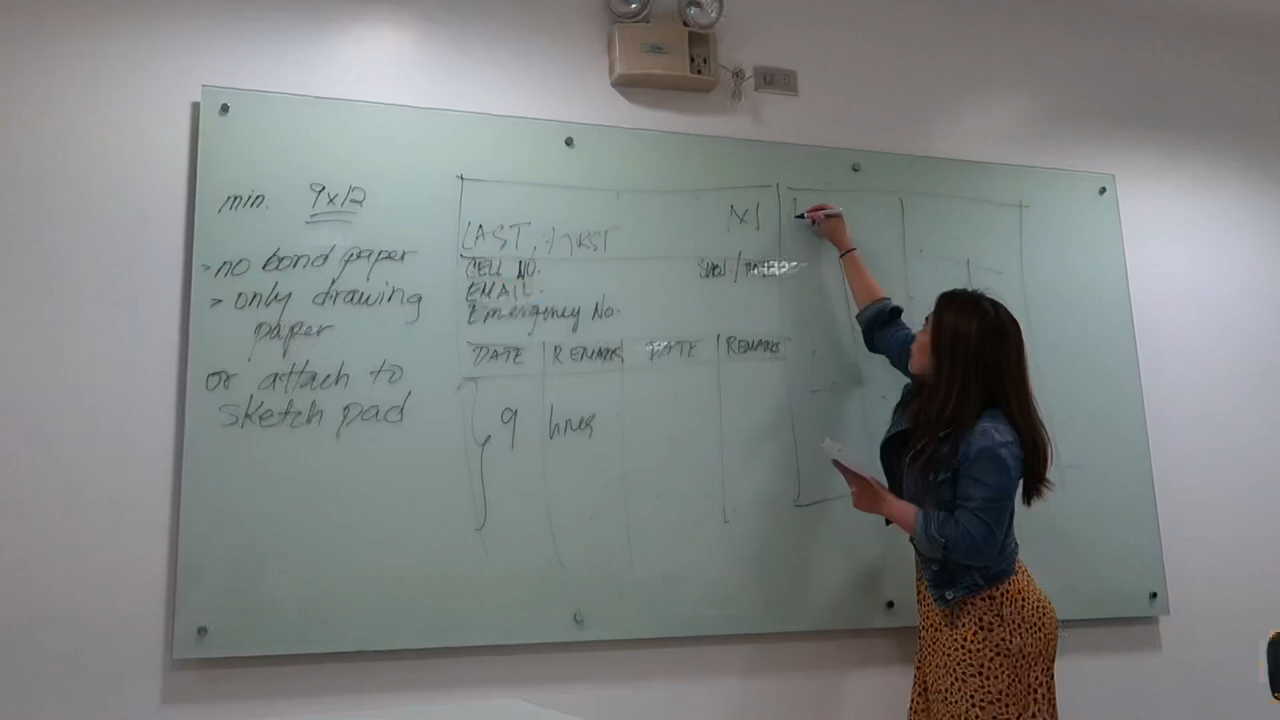 min. 9x12
> no bond paper
> only drawing
paper
or attach to
sketch pad
1x1
LAST, FIRST
CELL NO.
EMAIL.
Emergency No.
DATE REMARKS DATE REMARKS
9 lines